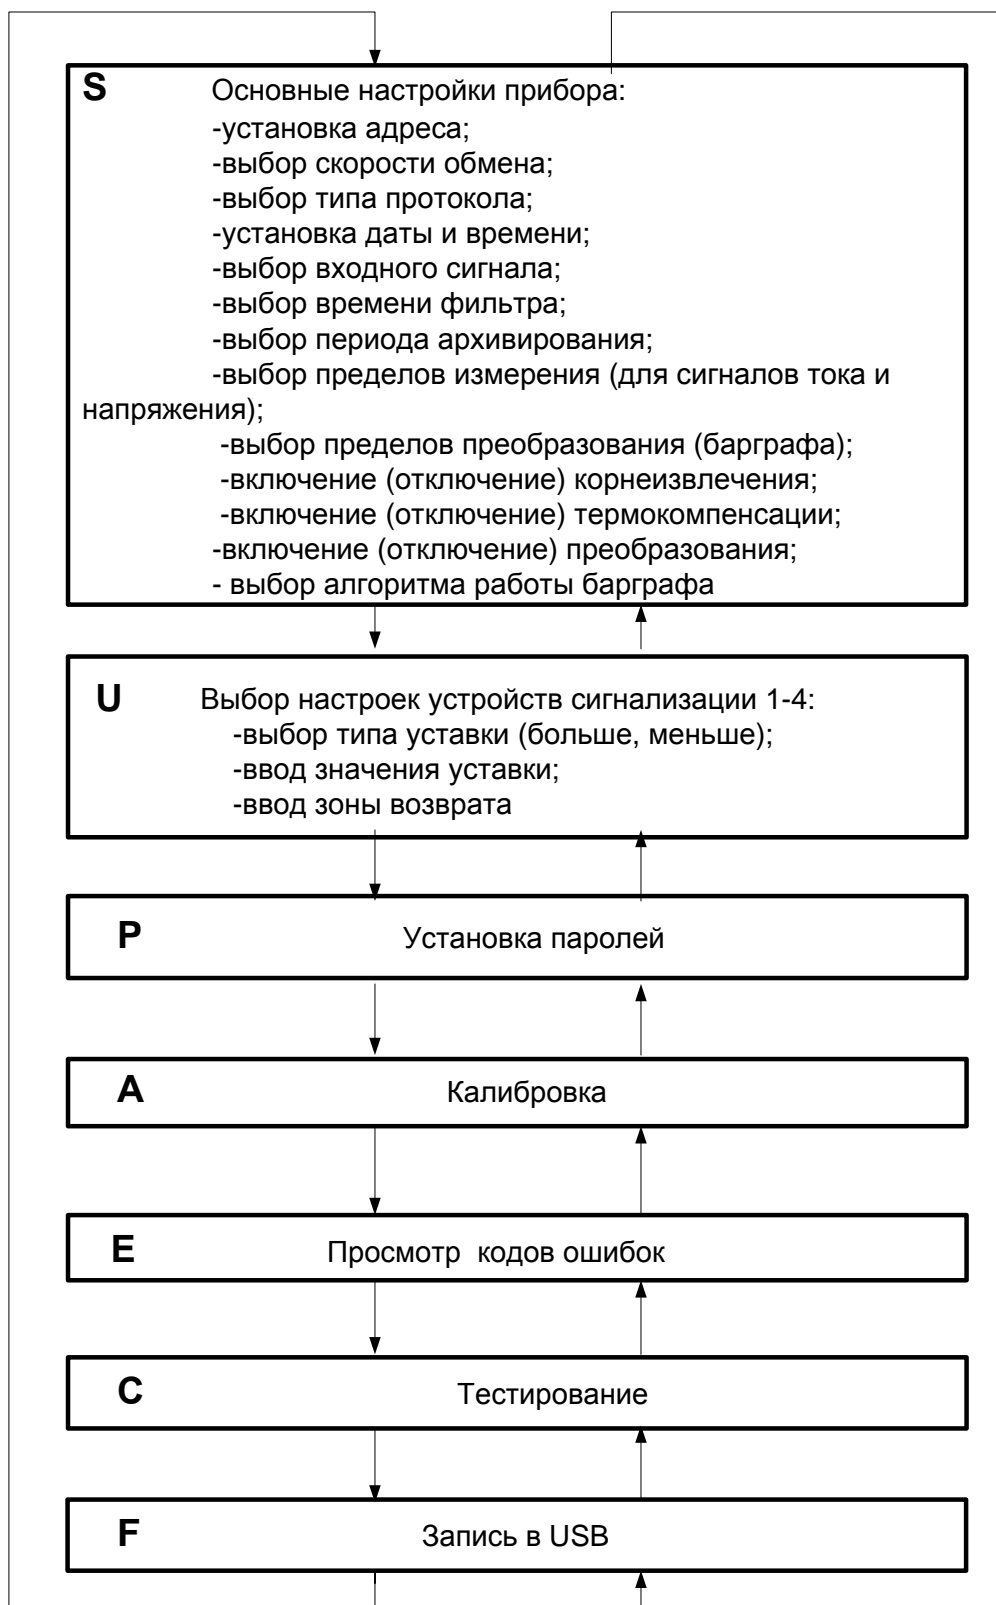 S Основные настройки прибора:
-установка адреса;
-выбор скорости обмена;
-выбор типа протокола;
-установка даты и времени;
-выбор входного сигнала;
-выбор времени фильтра;
-выбор периода архивирования;
-выбор пределов измерения (для сигналов тока и
напряжения);
-выбор пределов преобразования (барграфа);
-включение (отключение) корнеизвлечения;
-включение (отключение) термокомпенсации;
-включение (отключение) преобразования;
- выбор алгоритма работы барграфа
U Выбор настроек устройств сигнализации 1-4:
-выбор типа уставки (больше, меньше);
-ввод значения уставки;
-ввод зоны возврата
P Установка паролей
A Калибровка
E Просмотр кодов ошибок
C Тестирование
F Запись в USB